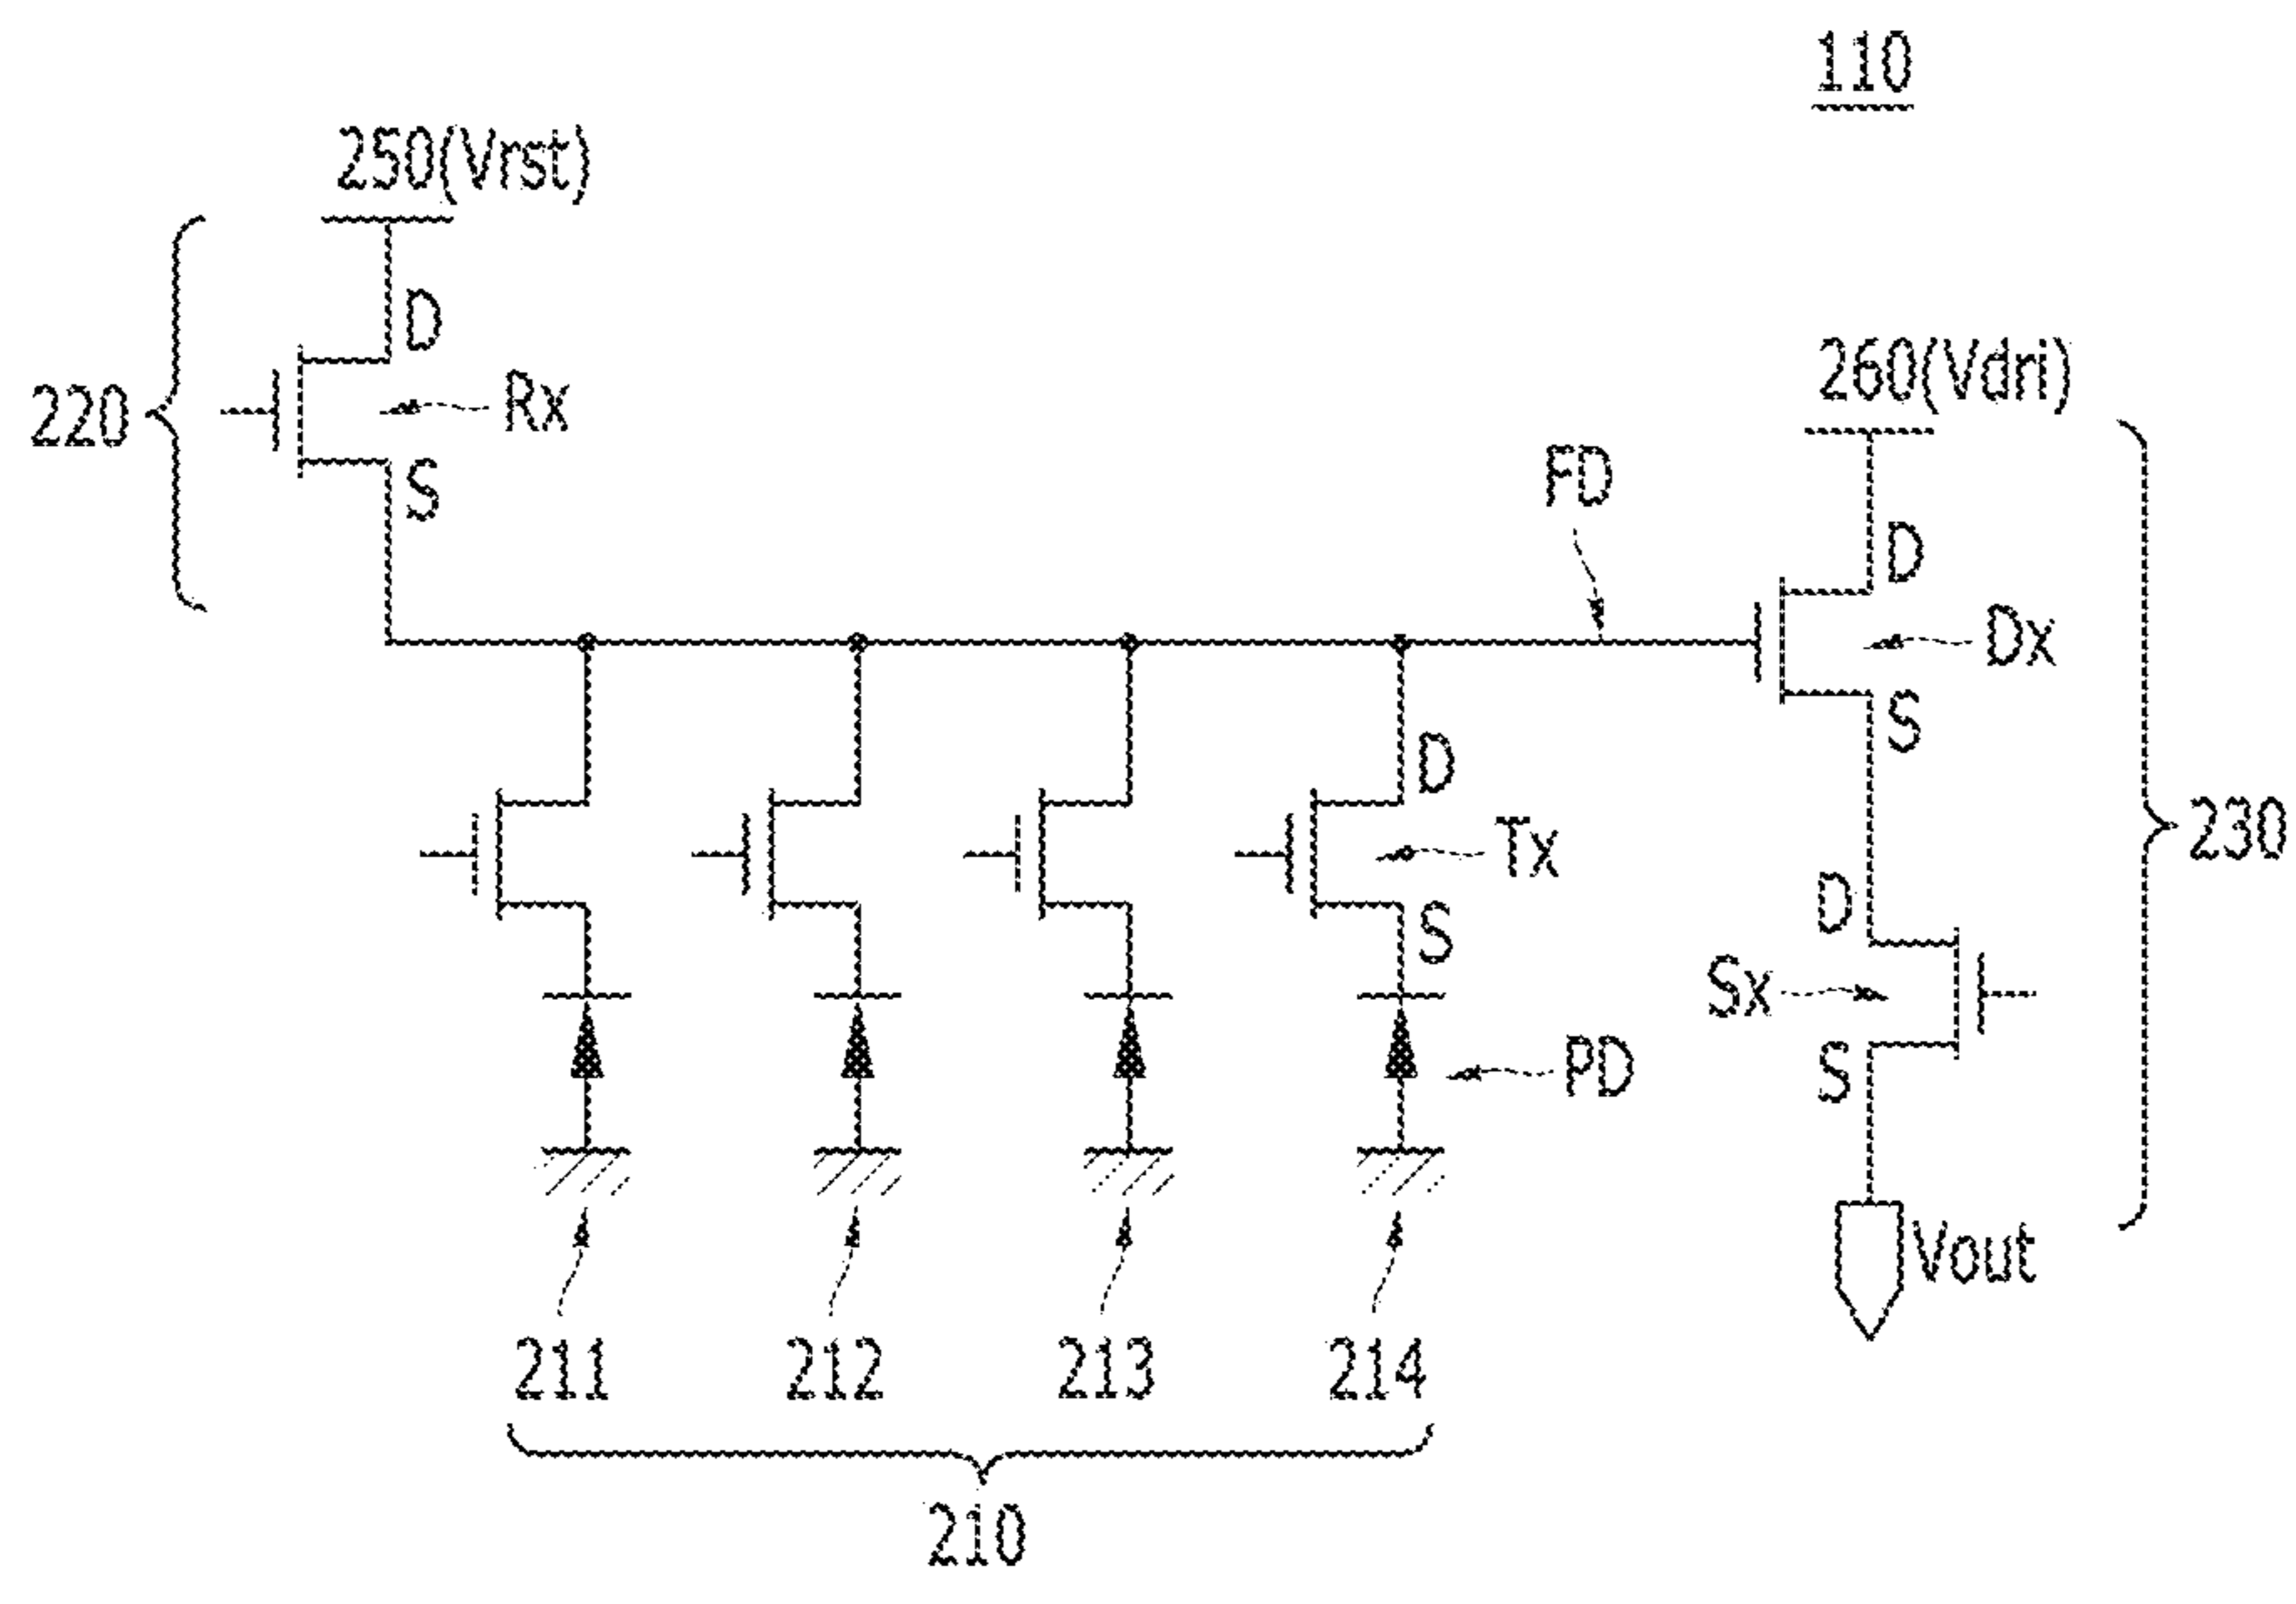 110
250(Vrst)
D
220
Rx
S
260(Vdri)
FD
D
Dx
S
D
Tx
S
230
D
Sx
S
PD
Vout
211
212
213
214
210